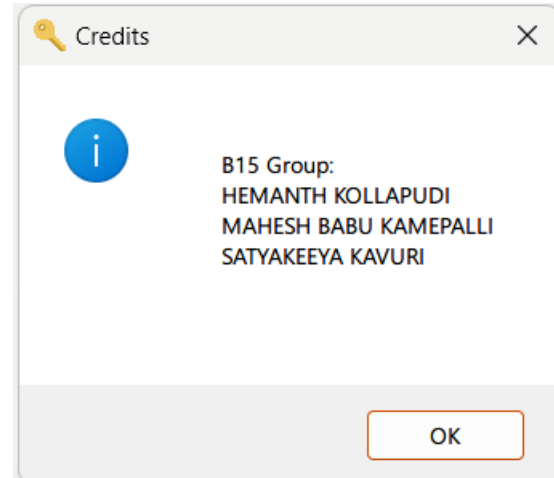 Credits
B15 Group:
HEMANTH KOLLAPUDI
MAHESH BABU KAMEPALLI
SATYAKEEYA KAVURI
OK